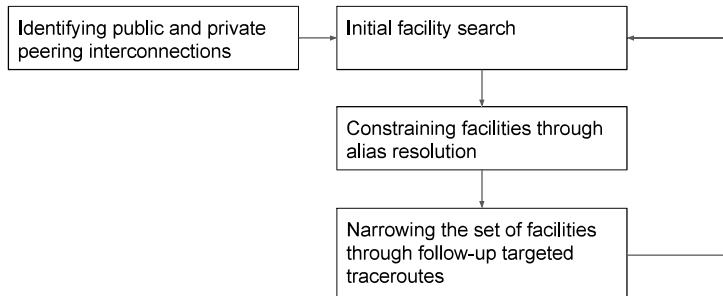 Identifying public and private
peering interconnections
Initial facility search
Constraining facilities through
alias resolution
Narrowing the set of facilities
through follow-up targeted
traceroutes